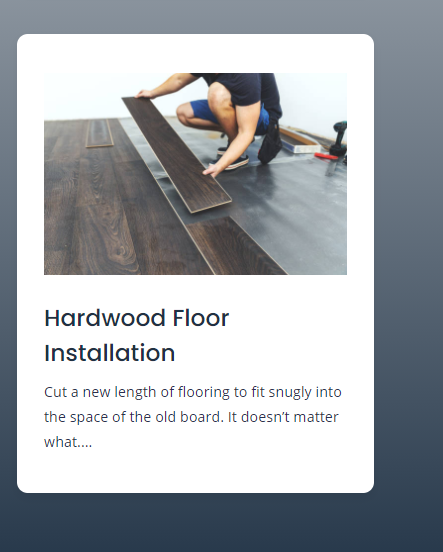 Hardwood Floor
Installation
Cut a new length of flooring to fit snugly into
the space of the old board. It doesn’t matter
what....